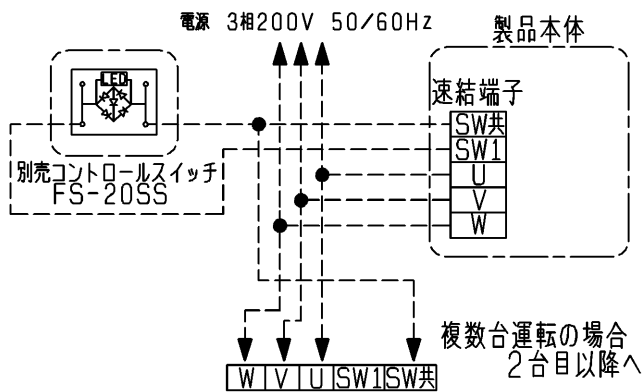 電源 3相200V 50/60Hz
製品本体
LED
速結端子
SW共
SW1
U
V
W
別売コントロールスイッチ
FS-20SS
複数台運転の場合
2台目以降へ
W V U SW1 SW共